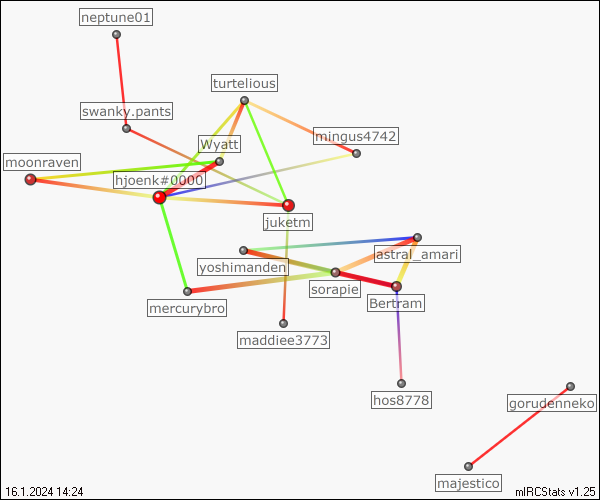 neptune01
turtelious
swanky.pants
mingus4742
Wyatt
moonraven
hjoenk#0000
juketm
astral_amari
yoshimanden
sorapie
Bertram
mercurybro
maddiee3773
hos8778
gorudenneko
majestico
16.1.2024 14:24
mIRCStats v1.25